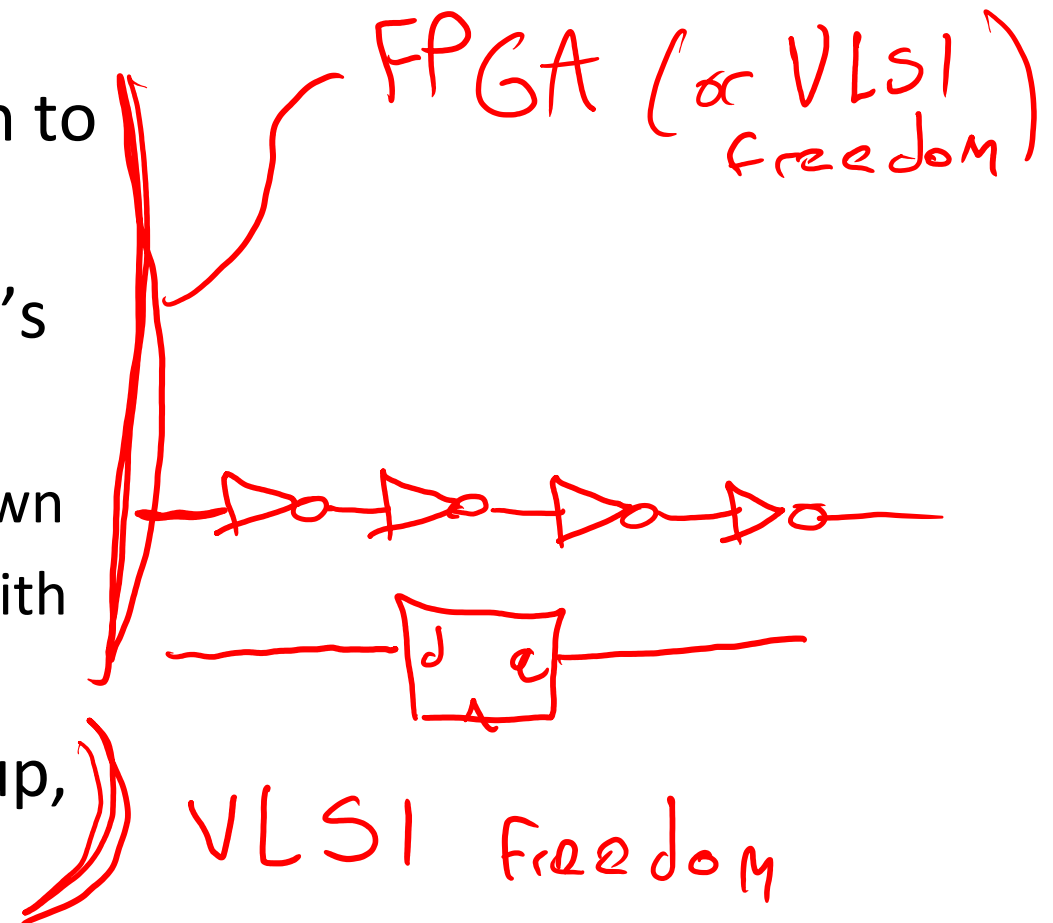 FPGA (or VLSI
freedom)
n to
's
wn
ith
d Q
up,
VLSI Freedom